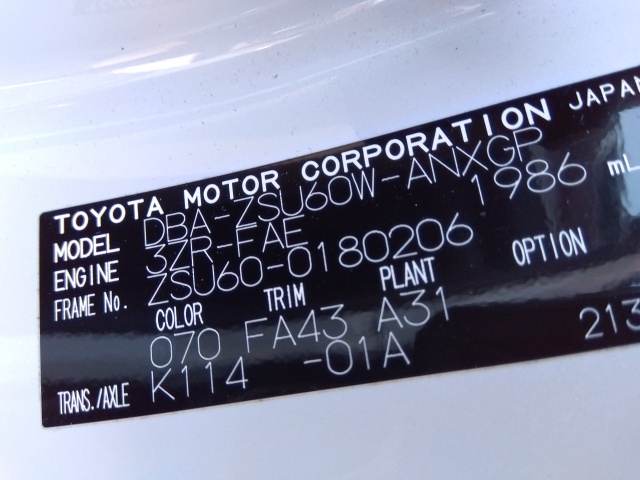 TOYOTA MOTOR CORPORATION JAPAN
MODEL DBA-ZSU60W-ANXGP
ENGINE 3ZR-FAE 1986 mL
FRAME No. ZSU60-0180206
COLOR TRIM PLANT OPTION
070 FA43 A31
TRANS./AXLE K114 -01A 213